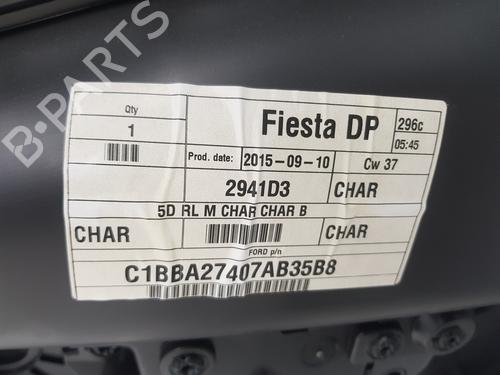 Qty
1
Fiesta DP
296c
05:45
Prod. date:
2015-09-10
Cw 37
2941D3
CHAR
5D RL M CHAR CHAR B
CHAR
CHAR
FORD p/n
C1BBA27407AB35B8
B-PARTS